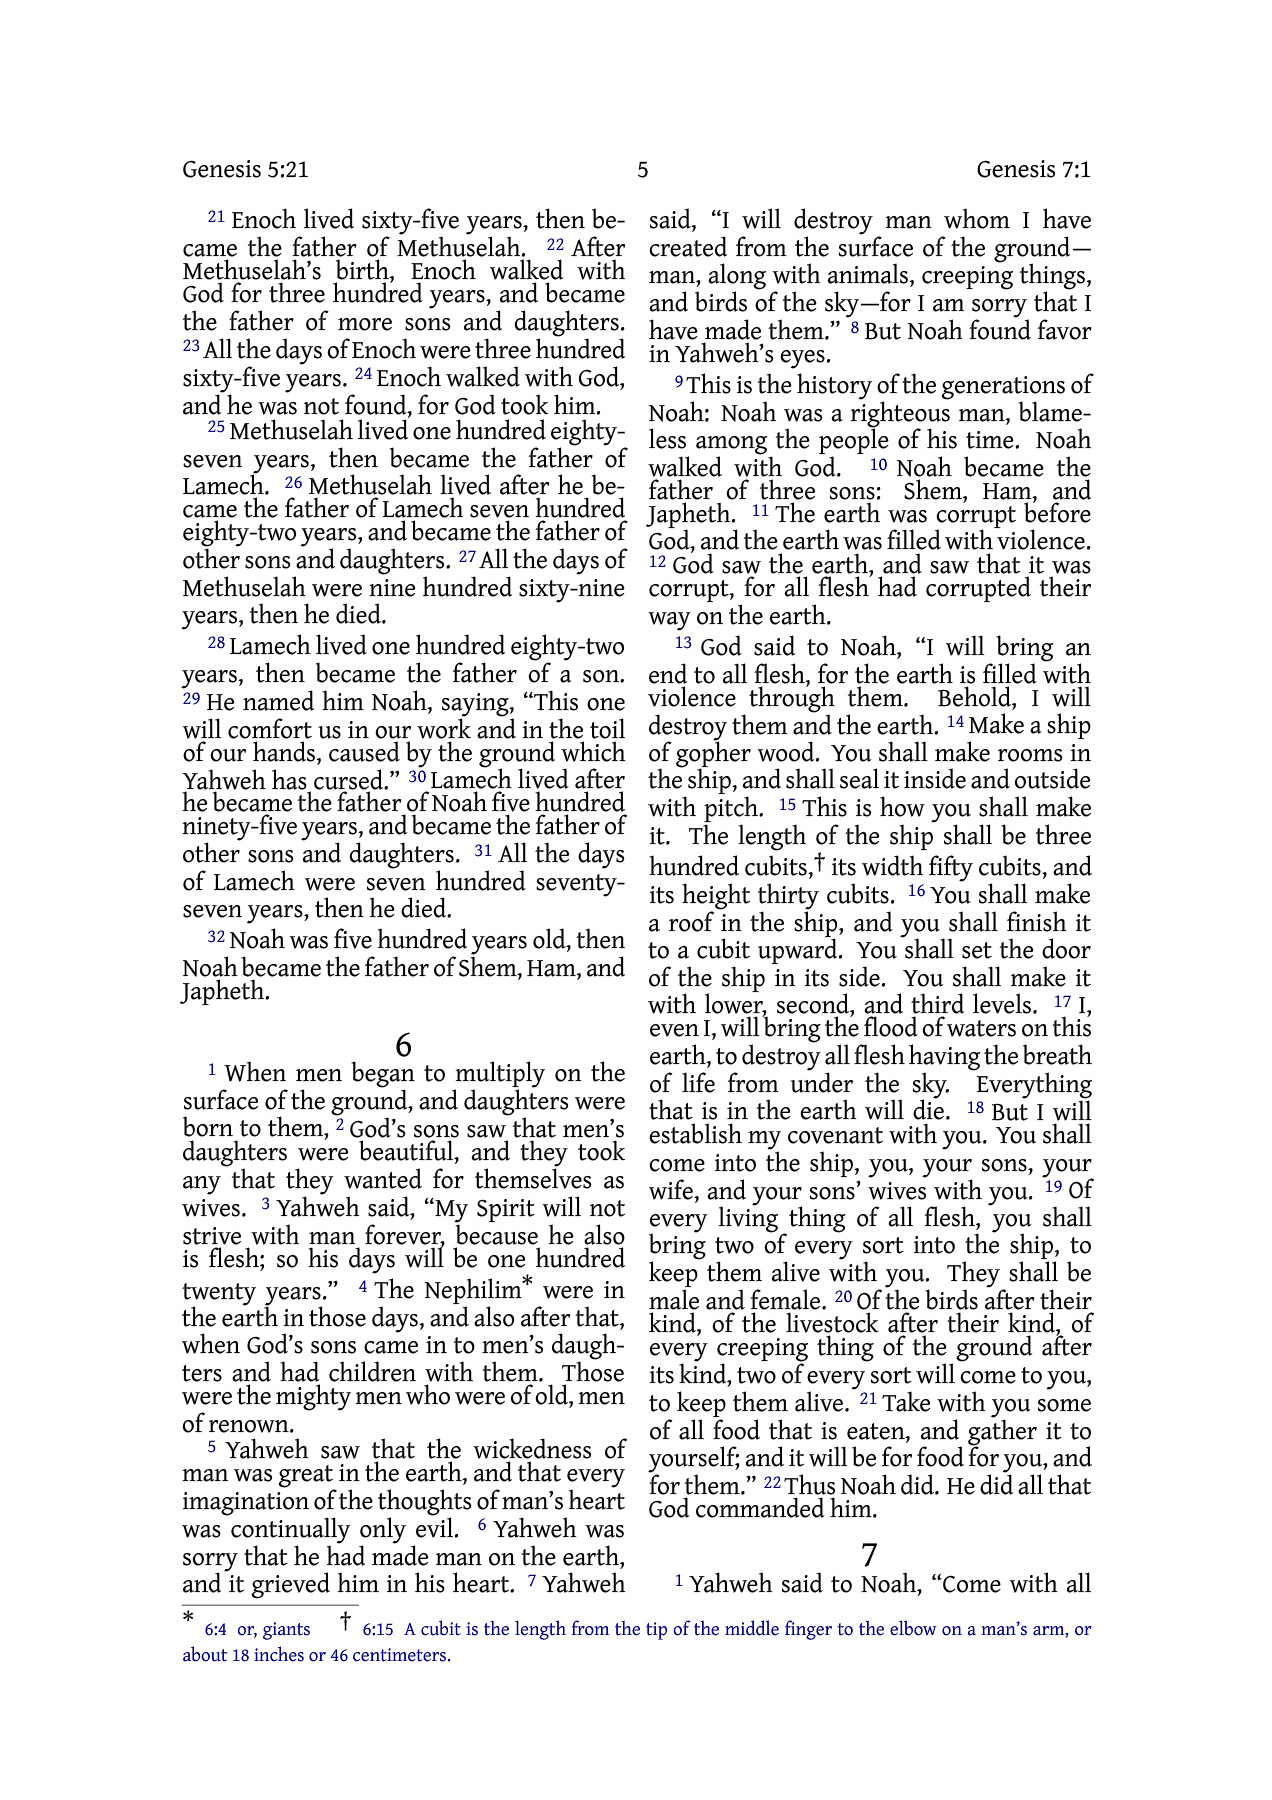 Genesis 5:21 5 Genesis 7:1
21 Enoch lived sixty-five years, then be-
came the father of Methuselah. 22 After
Methuselah’s birth, Enoch walked with
God for three hundred years, and became
the father of more sons and daughters.
23 All the days of Enoch were three hundred
sixty-five years. 24 Enoch walked with God,
and he was not found, for God took him.
25 Methuselah lived one hundred eighty-
seven years, then became the father of
Lamech. 26 Methuselah lived after he be-
came the father of Lamech seven hundred
eighty-two years, and became the father of
other sons and daughters. 27 All the days of
Methuselah were nine hundred sixty-nine
years, then he died.
28 Lamech lived one hundred eighty-two
years, then became the father of a son.
29 He named him Noah, saying, “This one
will comfort us in our work and in the toil
of our hands, caused by the ground which
Yahweh has cursed.” 30 Lamech lived after
he became the father of Noah five hundred
ninety-five years, and became the father of
other sons and daughters. 31 All the days
of Lamech were seven hundred seventy-
seven years, then he died.
32 Noah was five hundred years old, then
Noah became the father of Shem, Ham, and
Japheth.
6
1 When men began to multiply on the
surface of the ground, and daughters were
born to them, 2 God’s sons saw that men’s
daughters were beautiful, and they took
any that they wanted for themselves as
wives. 3 Yahweh said, “My Spirit will not
strive with man forever, because he also
is flesh; so his days will be one hundred
twenty years.” 4 The Nephilim* were in
the earth in those days, and also after that,
when God’s sons came in to men’s daugh-
ters and had children with them. Those
were the mighty men who were of old, men
of renown.
5 Yahweh saw that the wickedness of
man was great in the earth, and that every
imagination of the thoughts of man’s heart
was continually only evil. 6 Yahweh was
sorry that he had made man on the earth,
and it grieved him in his heart. 7 Yahweh
said, “I will destroy man whom I have
created from the surface of the ground—
man, along with animals, creeping things,
and birds of the sky—for I am sorry that I
have made them.” 8 But Noah found favor
in Yahweh’s eyes.
9 This is the history of the generations of
Noah: Noah was a righteous man, blame-
less among the people of his time. Noah
walked with God. 10 Noah became the
father of three sons: Shem, Ham, and
Japheth. 11 The earth was corrupt before
God, and the earth was filled with violence.
12 God saw the earth, and saw that it was
corrupt, for all flesh had corrupted their
way on the earth.
13 God said to Noah, “I will bring an
end to all flesh, for the earth is filled with
violence through them. Behold, I will
destroy them and the earth. 14 Make a ship
of gopher wood. You shall make rooms in
the ship, and shall seal it inside and outside
with pitch. 15 This is how you shall make
it. The length of the ship shall be three
hundred cubits,† its width fifty cubits, and
its height thirty cubits. 16 You shall make
a roof in the ship, and you shall finish it
to a cubit upward. You shall set the door
of the ship in its side. You shall make it
with lower, second, and third levels. 17 I,
even I, will bring the flood of waters on this
earth, to destroy all flesh having the breath
of life from under the sky. Everything
that is in the earth will die. 18 But I will
establish my covenant with you. You shall
come into the ship, you, your sons, your
wife, and your sons’ wives with you. 19 Of
every living thing of all flesh, you shall
bring two of every sort into the ship, to
keep them alive with you. They shall be
male and female. 20 Of the birds after their
kind, of the livestock after their kind, of
every creeping thing of the ground after
its kind, two of every sort will come to you,
to keep them alive. 21 Take with you some
of all food that is eaten, and gather it to
yourself; and it will be for food for you, and
for them.” 22 Thus Noah did. He did all that
God commanded him.
7
1 Yahweh said to Noah, “Come with all
* 6:4 or, giants † 6:15 A cubit is the length from the tip of the middle finger to the elbow on a man’s arm, or
about 18 inches or 46 centimeters.